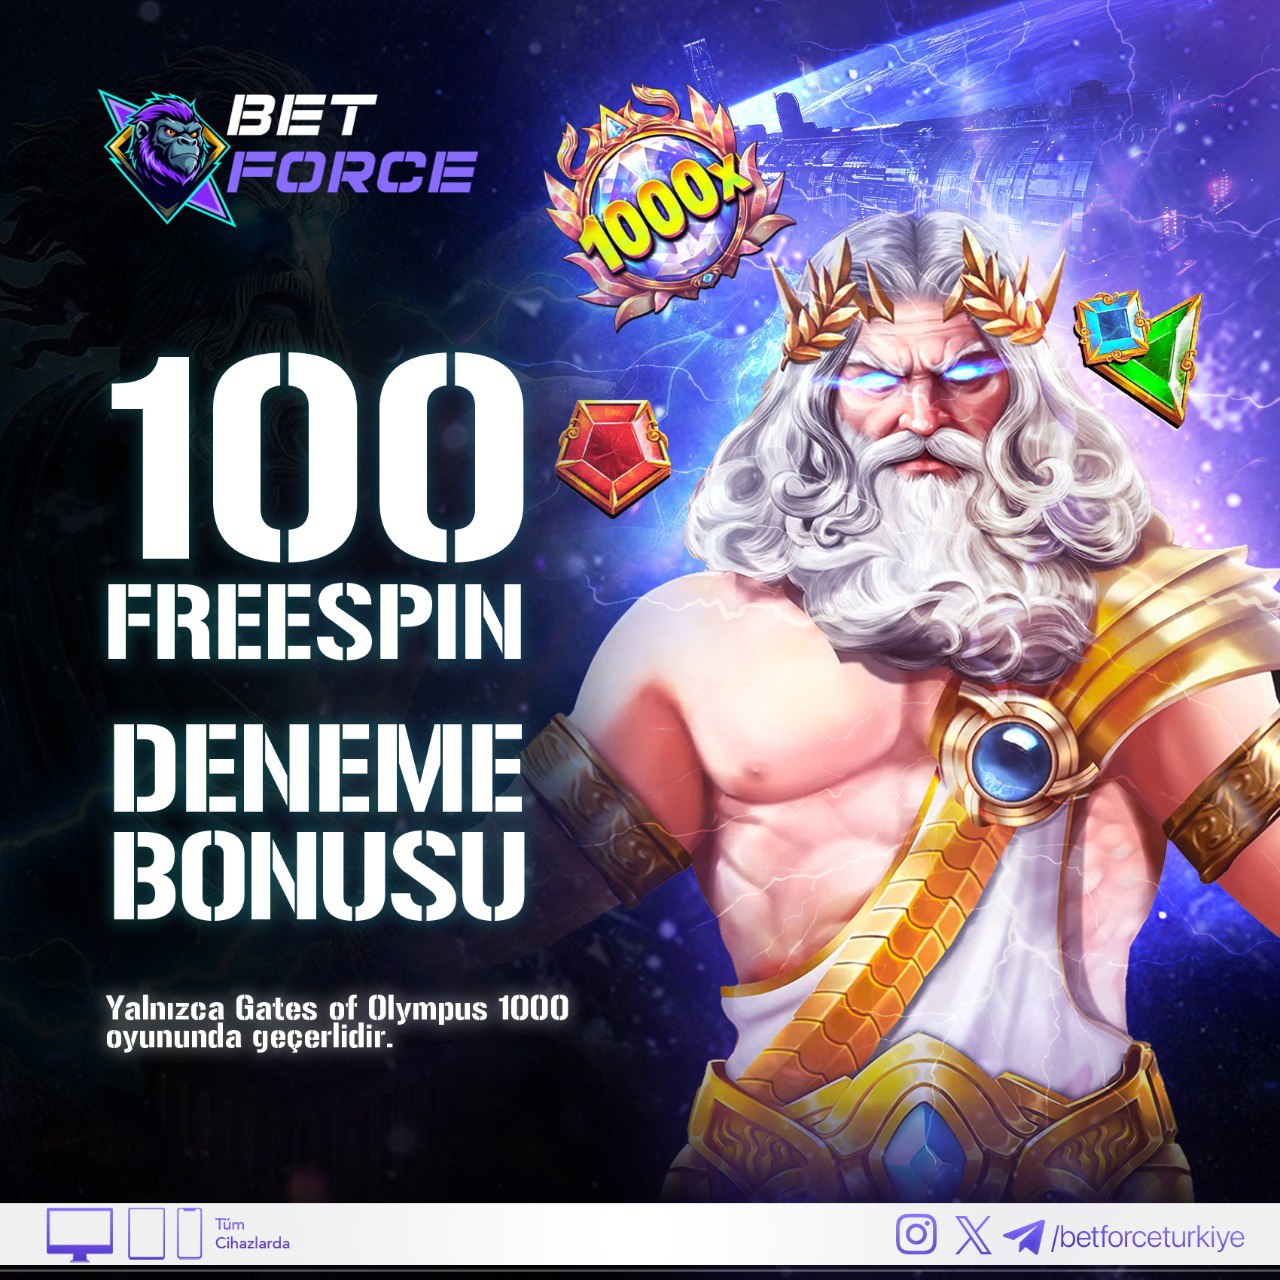 BET
FORCE
1000x
100
FREESPIN
DENEME
BONUSU
Yalnızca Gates of Olympus 1000
oyununda geçerlidir.
Tüm
Cihazlarda
/betforceturkiye